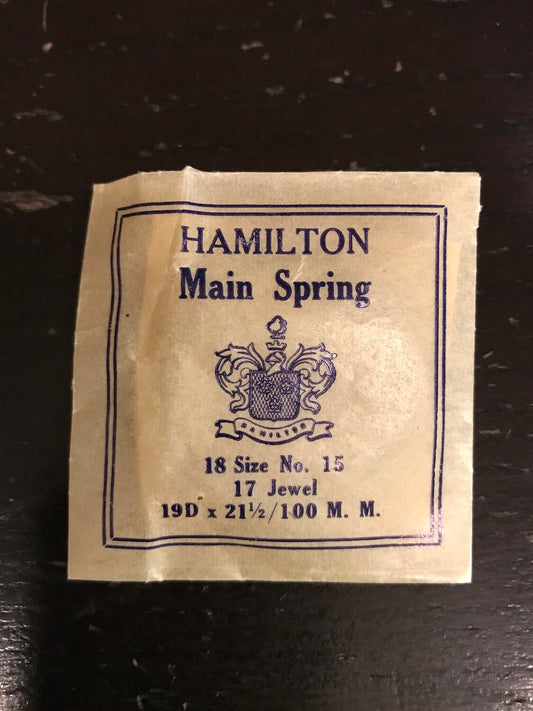 HAMILTON
Main Spring
HAMILTON
18 Size No. 15
17 Jewel
19D x 21½/100 M. M.